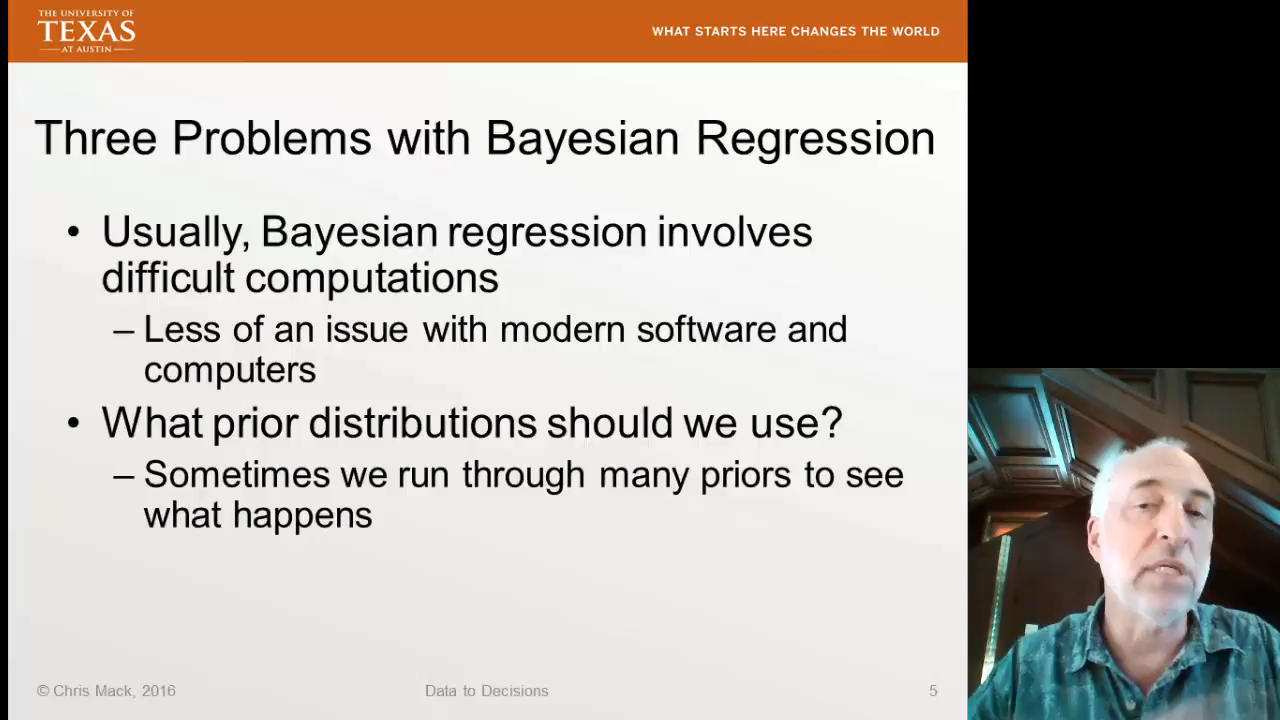 THE UNIVERSITY OF
TEXAS
AT AUSTIN
WHAT STARTS HERE CHANGES THE WORLD
Three Problems with Bayesian Regression
• Usually, Bayesian regression involves
difficult computations
– Less of an issue with modern software and
computers
• What prior distributions should we use?
– Sometimes we run through many priors to see
what happens
© Chris Mack, 2016
Data to Decisions
5